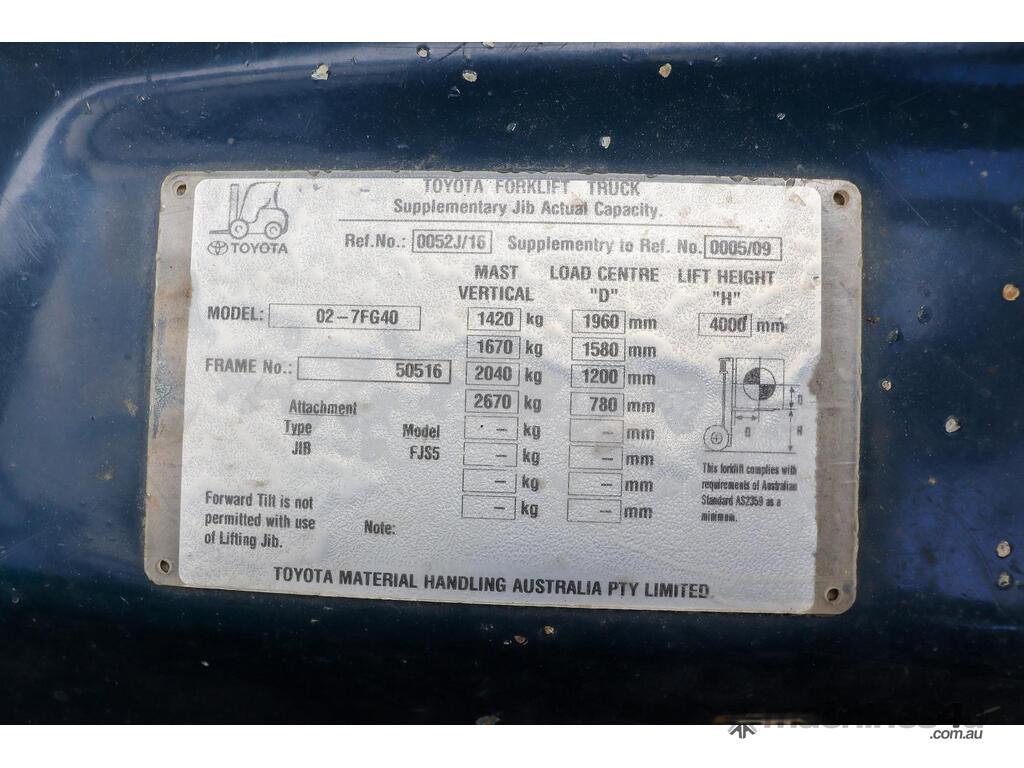 TOYOTA FORKLIFT TRUCK
Supplementary Jib Actual Capacity.
TOYOTA
Ref.No.: 0052J/16 Supplementry to Ref. No. 0005/09
MAST VERTICAL LOAD CENTRE "D" LIFT HEIGHT "H"
MODEL: 02-7FG40
1420 kg 1960 mm 4000 mm
1670 kg 1580 mm
FRAME No.: 50516
2040 kg 1200 mm
2670 kg 780 mm
– kg – mm
– kg – mm
– kg – mm
– kg – mm
Attachment
Type Model
JIB FJS5
D
D
H
This forklift complies with
requirements of Australian
Standard AS2359 as a
minimum.
Forward Tilt is not
permitted with use
of Lifting Jib.
Note:
TOYOTA MATERIAL HANDLING AUSTRALIA PTY LIMITED
.com.au